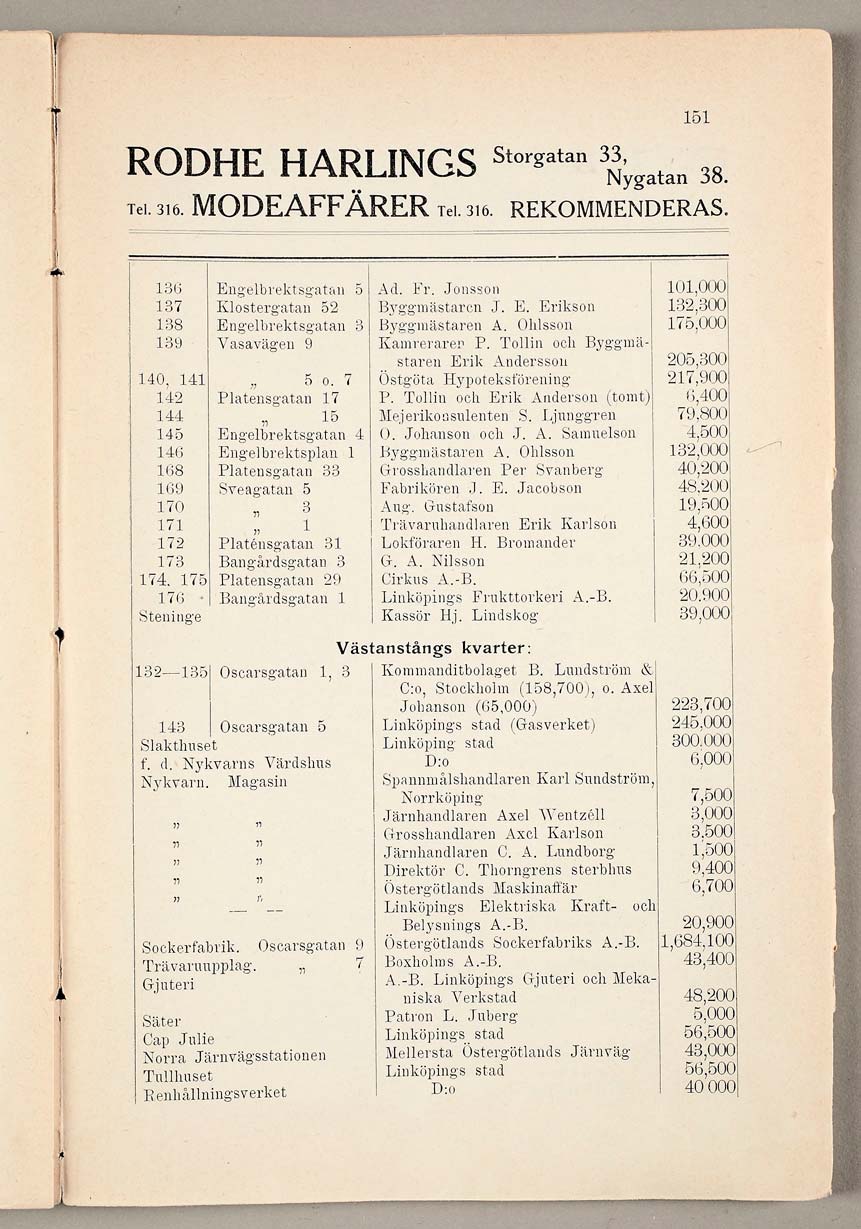 151
RODHE HARLINGS Storgatan 33, Nygatan 38.
Tel. 316. MODEAFFÄRER Tel. 316. REKOMMENDERAS.
136 Engelbrektsgatan 5 Ad. Fr. Jonsson 101,000
137 Klostergatan 52 Byggmästaren J. E. Erikson 132,300
138 Engelbrektsgatan 3 Byggmästaren A. Ohlsson 175,000
139 Vasavägen 9 Kamreraren P. Tollin och Byggmä-
staren Erik Andersson 205,300
140, 141 „ 5 o. 7 Östgöta Hypoteksförening 217,900
142 Platensgatan 17 P. Tollin och Erik Anderson (tomt) 6,400
144 „ 15 Mejerikonsulenten S. Ljunggren 79,800
145 Engelbrektsgatan 4 O. Johanson och J. A. Samuelson 4,500
146 Engelbrektsplan 1 Byggmästaren A. Ohlsson 132,000
168 Platensgatan 33 Grosshandlaren Per Svanberg 40,200
169 Sveagatan 5 Fabrikören J. E. Jacobson 48,200
170 „ 3 Aug. Gustafson 19,500
171 „ 1 Trävaruhandlaren Erik Karlson 4,600
172 Platénsgatan 31 Lokföraren H. Bromander 39.000
173 Bangårdsgatan 3 G. A. Nilsson 21,200
174, 175 Platensgatan 29 Cirkus A.-B. 66,500
176 Bangårdsgatan 1 Linköpings Frukttorkeri A.-B. 20.900
Steninge Kassör Hj. Lindskog 39,000
Västanstångs kvarter:
132—135 Oscarsgatan 1, 3 Kommanditbolaget B. Lundström &
C:o, Stockholm (158,700), o. Axel
Johanson (65,000) 223,700
143 Oscarsgatan 5 Linköpings stad (Gasverket) 245,000
Slakthuset Linköping stad 300,000
f. d. Nykvarns Värdshus D:o 6,000
Nykvarn. Magasin Spannmålshandlaren Karl Sundström,
Norrköping 7,500
„ „ Järnhandlaren Axel Wentzéll 3,000
„ „ Grosshandlaren Axel Karlson 3,500
„ „ Järnhandlaren C. A. Lundborg 1,500
„ „ Direktör C. Thorngrens sterbhus 9,400
„ „ Östergötlands Maskinaffär 6,700
— — — Linköpings Elektriska Kraft- och
Belysnings A.-B. 20,900
Sockerfabrik. Oscarsgatan 9 Östergötlands Sockerfabriks A.-B. 1,684,100
Trävaruupplag. „ 7 Boxholms A.-B. 43,400
Gjuteri A.-B. Linköpings Gjuteri och Meka-
niska Verkstad 48,200
Säter Patron L. Juberg 5,000
Cap Julie Linköpings stad 56,500
Norra Järnvägsstationen Mellersta Östergötlands Järnväg 43,000
Tullhuset Linköpings stad 56,500
Renhållningsverket D:o 40 000